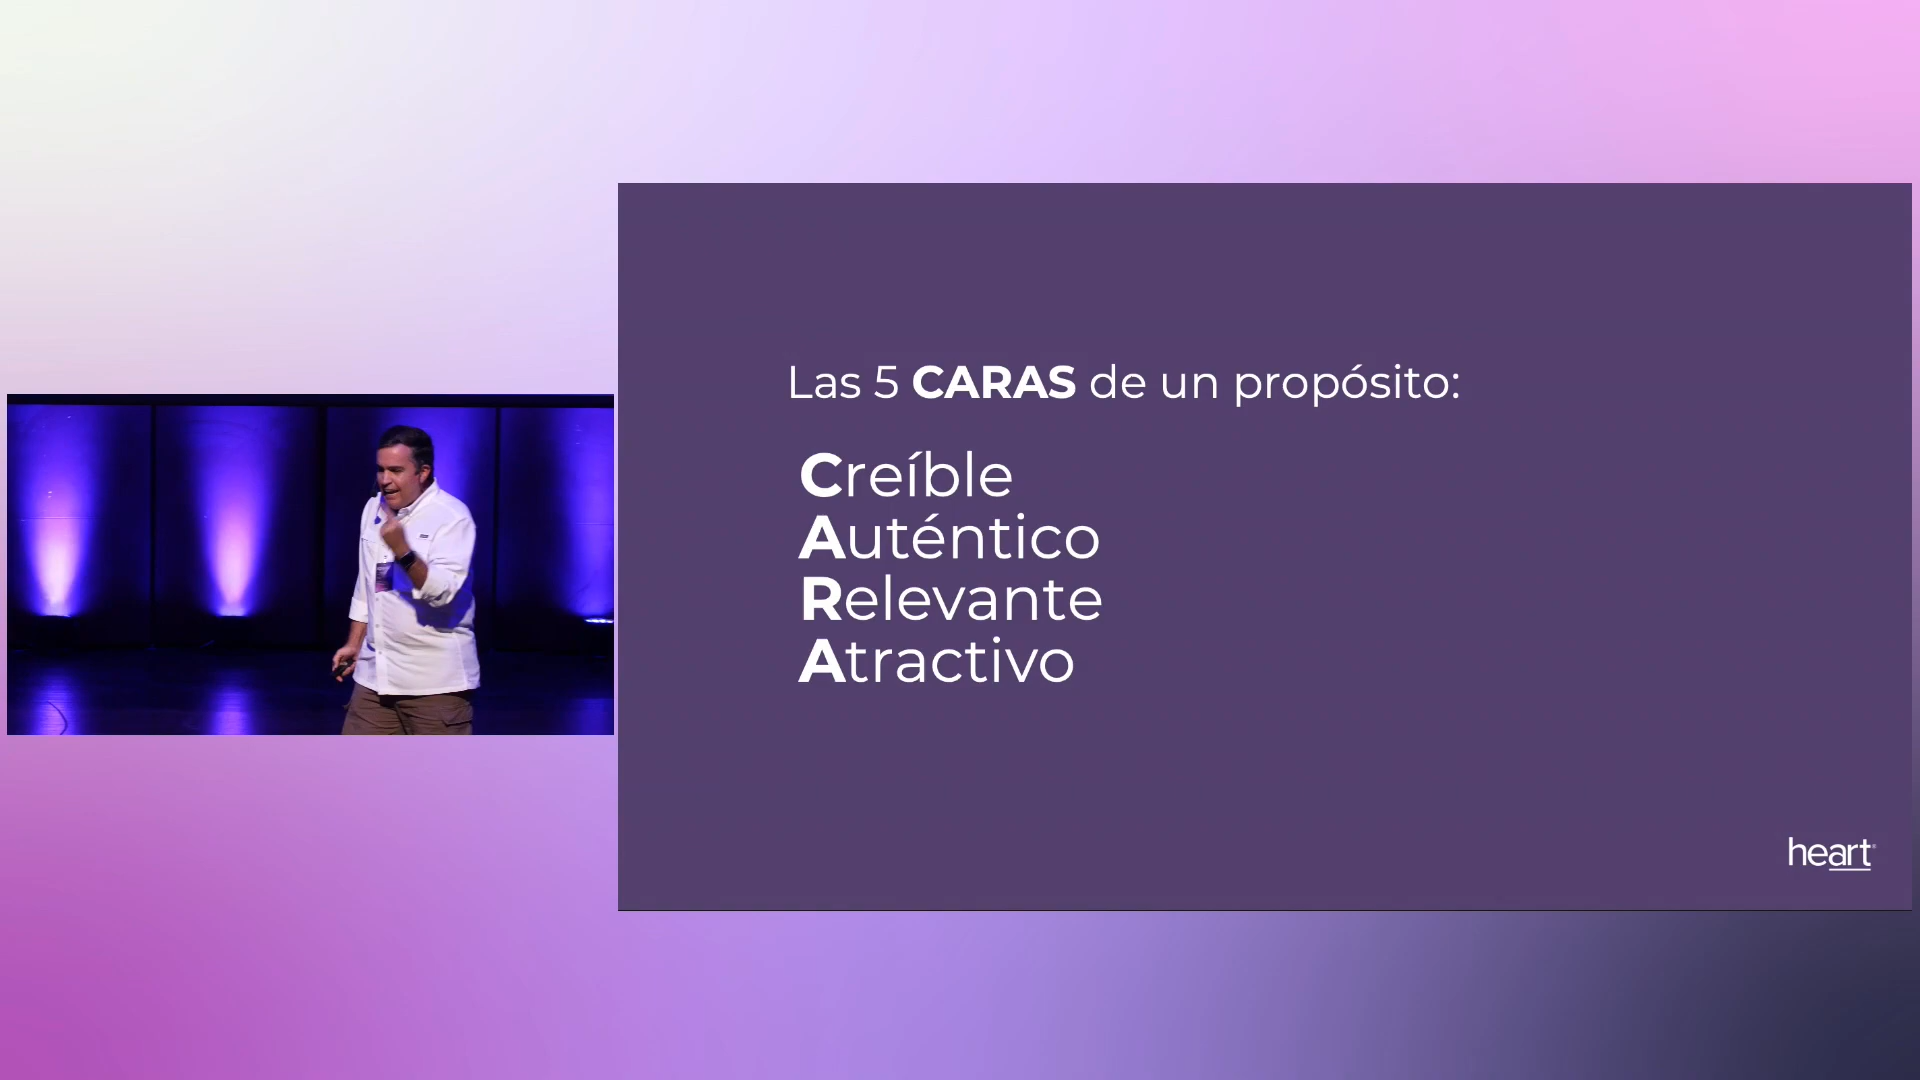 Las 5 CARAS de un propósito:
Creíble
Auténtico
Relevante
Atractivo
heart